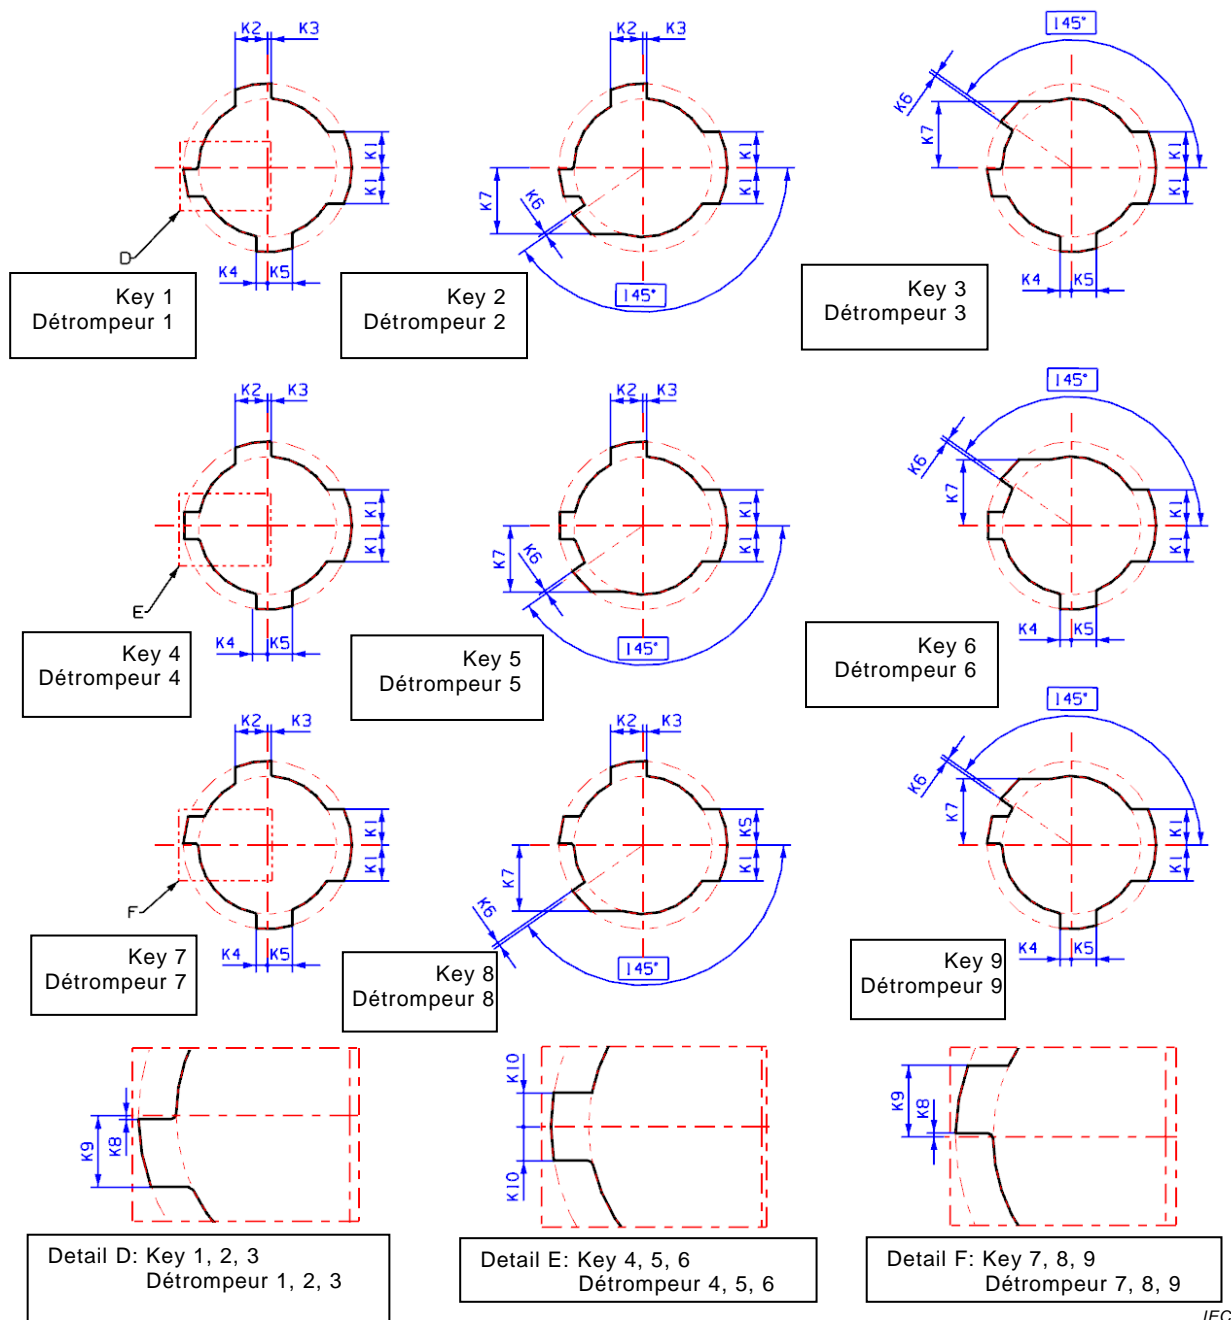 K2 K3
K1
K1
D
K4 K5
Key 1
Détrompeur 1
K2 K3
K1
K1
K7
K6
145°
Key 2
Détrompeur 2
145°
K6
K7
K1
K1
K4 K5
Key 3
Détrompeur 3
K2 K3
K1
K1
E
K4 K5
Key 4
Détrompeur 4
K2 K3
K1
K1
K7
K6
145°
Key 5
Détrompeur 5
145°
K6
K7
K1
K1
K4 K5
Key 6
Détrompeur 6
K2 K3
K1
K1
F
K4 K5
Key 7
Détrompeur 7
K2 K3
K5
K1
K7
K6
145°
Key 8
Détrompeur 8
145°
K6
K7
K1
K1
K4 K5
Key 9
Détrompeur 9
K9
K8
Detail D: Key 1, 2, 3
Détrompeur 1, 2, 3
K10
K10
Detail E: Key 4, 5, 6
Détrompeur 4, 5, 6
K9
K8
Detail F: Key 7, 8, 9
Détrompeur 7, 8, 9
IEC